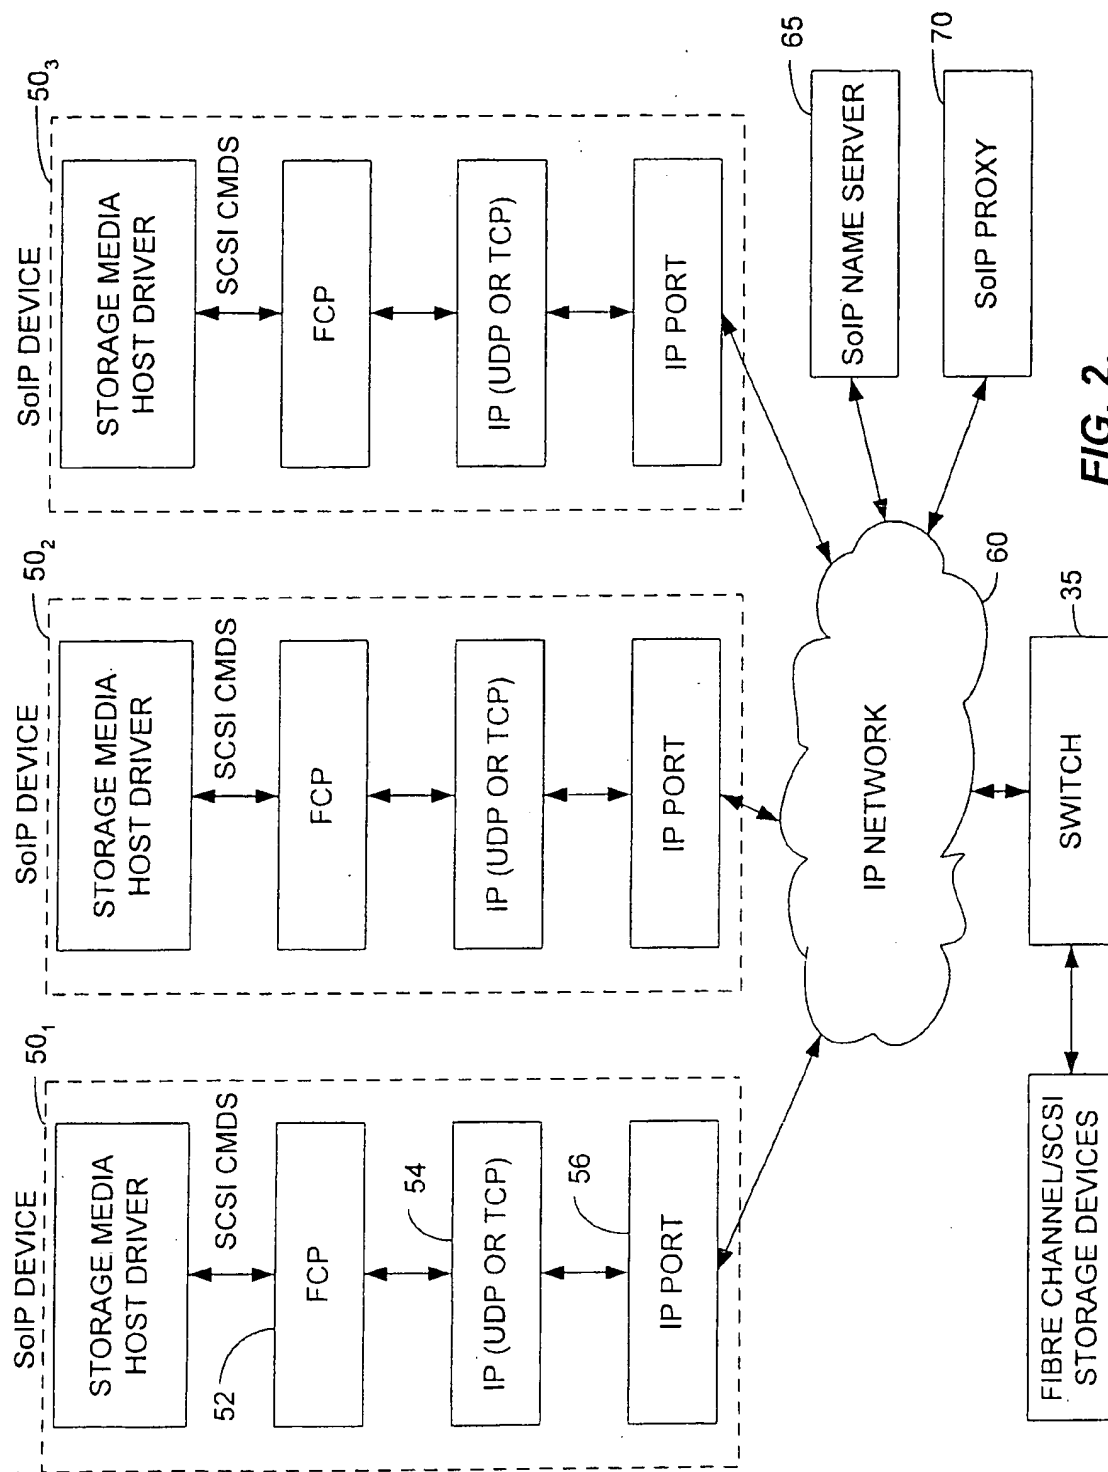 SoIP DEVICE
50₁
STORAGE MEDIA
HOST DRIVER
SCSI CMDS
52
FCP
54
IP (UDP OR TCP)
56
IP PORT
SoIP DEVICE
50₂
STORAGE MEDIA
HOST DRIVER
SCSI CMDS
FCP
IP (UDP OR TCP)
IP PORT
SoIP DEVICE
50₃
STORAGE MEDIA
HOST DRIVER
SCSI CMDS
FCP
IP (UDP OR TCP)
IP PORT
IP NETWORK
60
SoIP NAME SERVER
65
SoIP PROXY
70
FIBRE CHANNEL/SCSI
STORAGE DEVICES
SWITCH
35
FIG. 2.